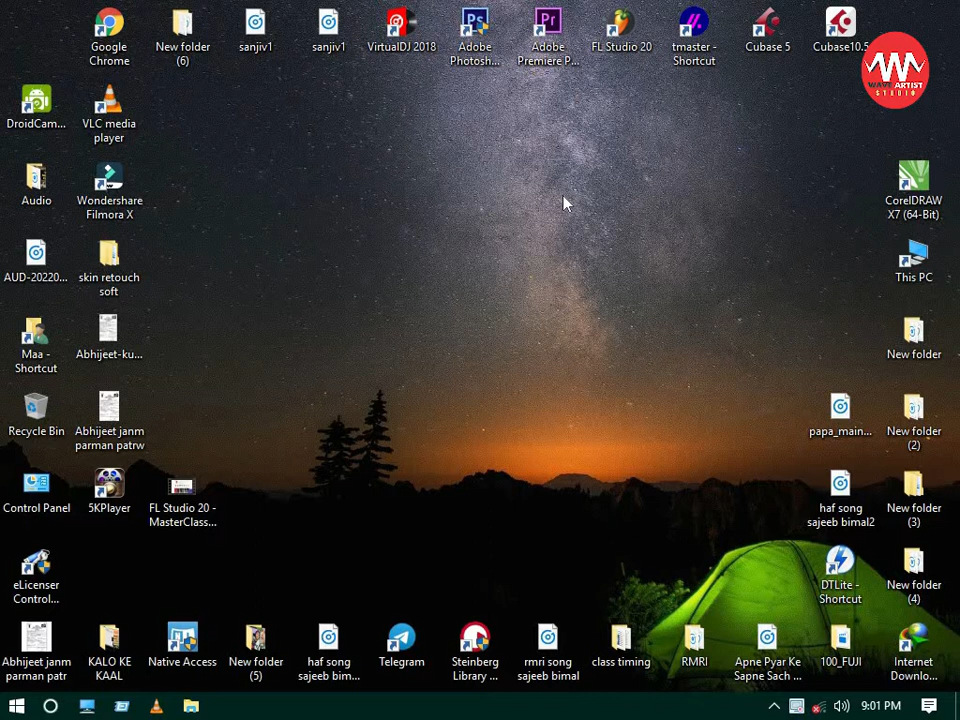 Google
Chrome
New folder
(6)
sanjiv1
sanjiv1
VirtualDJ 2018
Adobe
Photosh...
Adobe
Premiere P...
FL Studio 20
tmaster -
Shortcut
Cubase 5
Cubase10.5
WAVE ARTIST
STUDIO
DroidCam...
VLC media
player
Audio
Wondershare
Filmora X
CorelDRAW
X7 (64-Bit)
AUD-20220...
skin retouch
soft
This PC
Maa -
Shortcut
Abhijeet-ku...
New folder
Recycle Bin
Abhijeet janm
parman patrw
papa_main...
New folder
(2)
Control Panel
5KPlayer
FL Studio 20 -
MasterClass...
haf song
sajeeb bimal2
New folder
(3)
eLicenser
Control...
DTLite -
Shortcut
New folder
(4)
Abhijeet janm
parman patr
KALO KE
KAAL
Native Access
New folder
(5)
haf song
sajeeb bim...
Telegram
Steinberg
Library ...
rmri song
sajeeb bimal
class timing
RMRI
Apne Pyar Ke
Sapne Sach ...
100_FUJI
Internet
Downlo...
9:01 PM